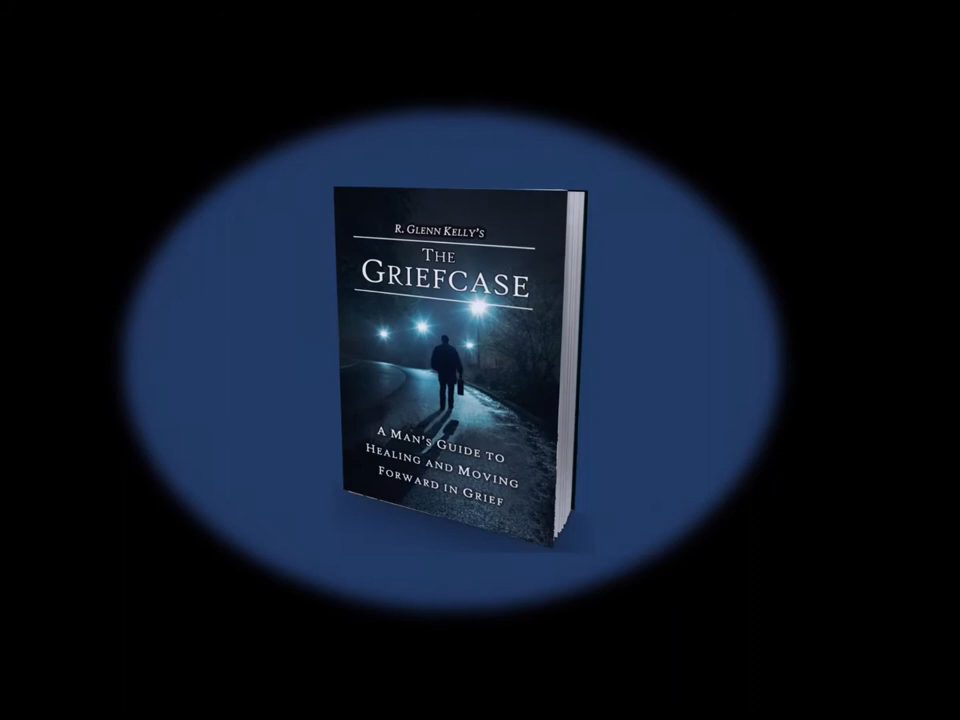 R. Glenn Kelly's
The
Griefcase
A Man's Guide to
Healing and Moving
Forward in Grief